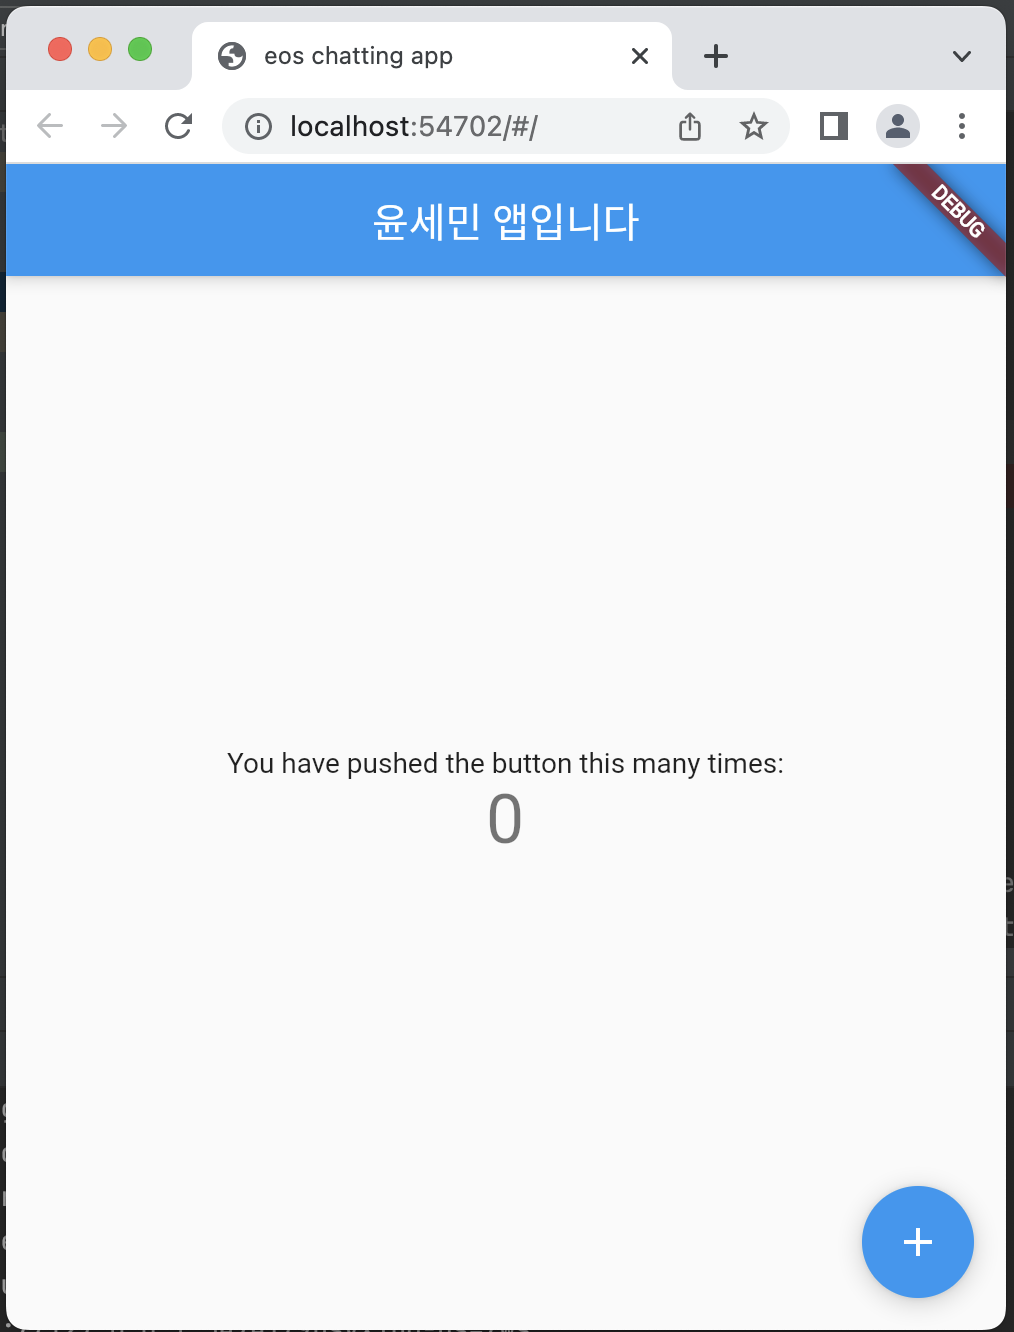 eos chatting app
localhost:54702/#/
윤세민 앱입니다
DEBUG
You have pushed the button this many times:
0